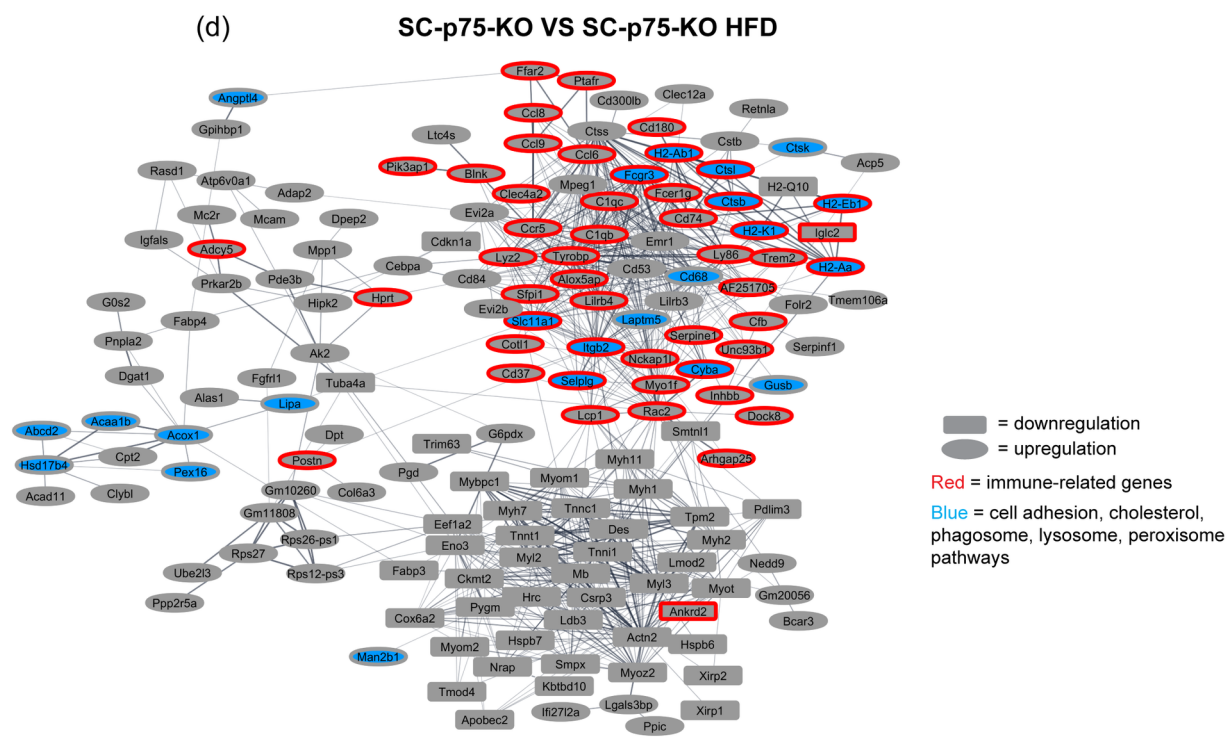 (d)
SC-p75-KO VS SC-p75-KO HFD
Ffar2
Ptafr
Angptl4
Cd300lb
Clec12a
Retnla
Gpihbp1
Ccl8
Ctss
Cd180
Ltc4s
Ccl9
Cstb
Ctsk
Rasd1
Atp6v0a1
Pik3ap1
Blnk
Ccl6
H2-Ab1
Acp5
Fcgr3
Ctsl
Adap2
Clec4a2
Mpeg1
Fcer1g
H2-Q10
Mc2r
Mcam
Dpep2
Evi2a
C1qc
Ctsb
H2-Eb1
Igfals
Adcy5
Mpp1
Cdkn1a
Ccr5
C1qb
Cd74
H2-K1
Iglc2
Emr1
Cebpa
Lyz2
Tyrobp
Ly86
Trem2
Prkar2b
Pde3b
Cd84
Alox5ap
Cd53
Cd68
H2-Aa
G0s2
Fabp4
Hipk2
Hprt
Sfpi1
Lilrb4
Lilrb3
AF251705
Folr2
Tmem106a
Evi2b
Slc11a1
Laptm5
Cfb
Pnpla2
Cotl1
Itgb2
Serpine1
Serpinf1
Ak2
Nckap1l
Unc93b1
Dgat1
Fgfrl1
Tuba4a
Cd37
Selplg
Cyba
Gusb
Alas1
Lipa
Myo1f
Inhbb
Abcd2
Acaa1b
Acox1
Lcp1
Rac2
Dock8
Cpt2
Dpt
Trim63
G6pdx
Smtnl1
Hsd17b4
Pex16
Postn
Myh11
Arhgap25
Acad11
Clybl
Col6a3
Pgd
Mybpc1
Myom1
Myh1
Gm10260
Gm11808
Eef1a2
Myh7
Tnnc1
Tpm2
Pdlim3
Rps26-ps1
Eno3
Tnnt1
Des
Myh2
Rps27
Myl2
Tnni1
Lmod2
Nedd9
Ube2l3
Rps12-ps3
Fabp3
Ckmt2
Mb
Myl3
Myot
Ppp2r5a
Hrc
Csrp3
Gm20056
Cox6a2
Pygm
Ldb3
Ankrd2
Bcar3
Man2b1
Myom2
Hspb7
Actn2
Hspb6
Nrap
Smpx
Myoz2
Xirp2
Tmod4
Kbtbd10
Apobec2
Ifi27l2a
Lgals3bp
Xirp1
Ppic
= downregulation
= upregulation
Red = immune-related genes
Blue = cell adhesion, cholesterol,
phagosome, lysosome, peroxisome
pathways